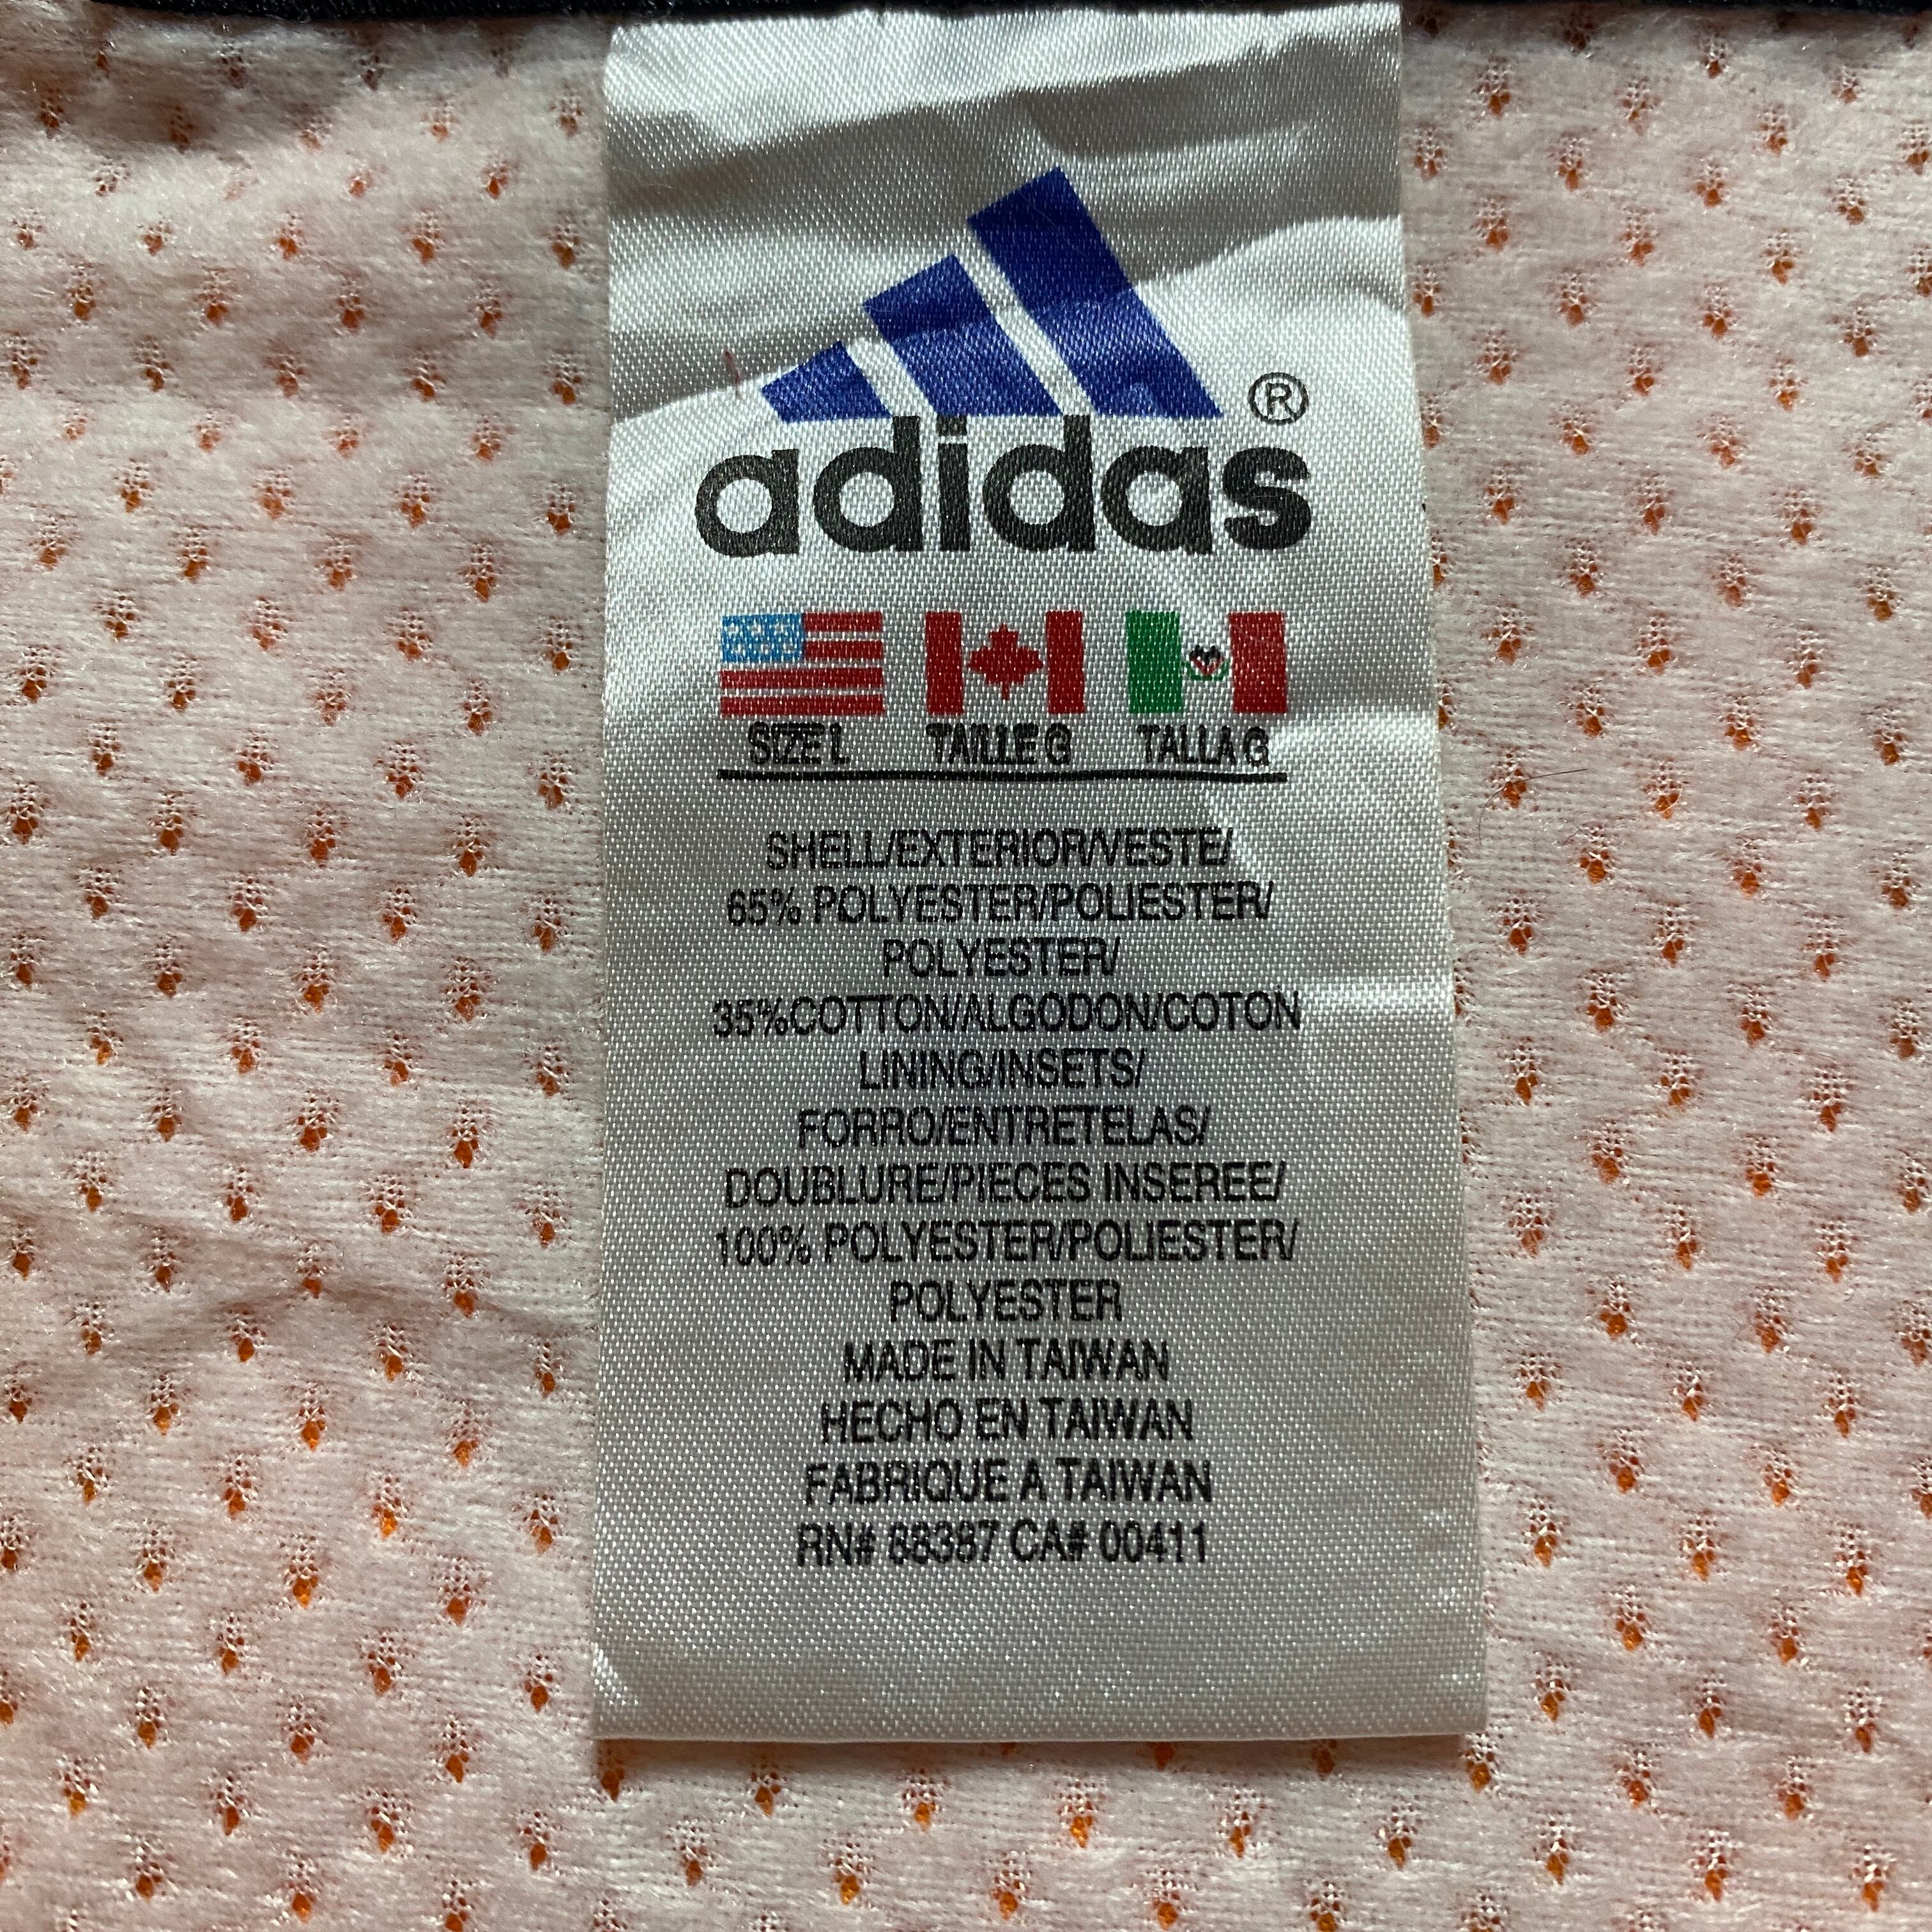 ®
adidas
SIZE L TAILLE G TALLA G
SHELL/EXTERIOR/VESTE/
65% POLYESTER/POLIESTER/
POLYESTER/
35%COTTON/ALGODON/COTON
LINING/INSETS/
FORRO/ENTRETELAS/
DOUBLURE/PIECES INSEREE/
100% POLYESTER/POLIESTER/
POLYESTER
MADE IN TAIWAN
HECHO EN TAIWAN
FABRIQUE A TAIWAN
RN# 68387 CA# 00411